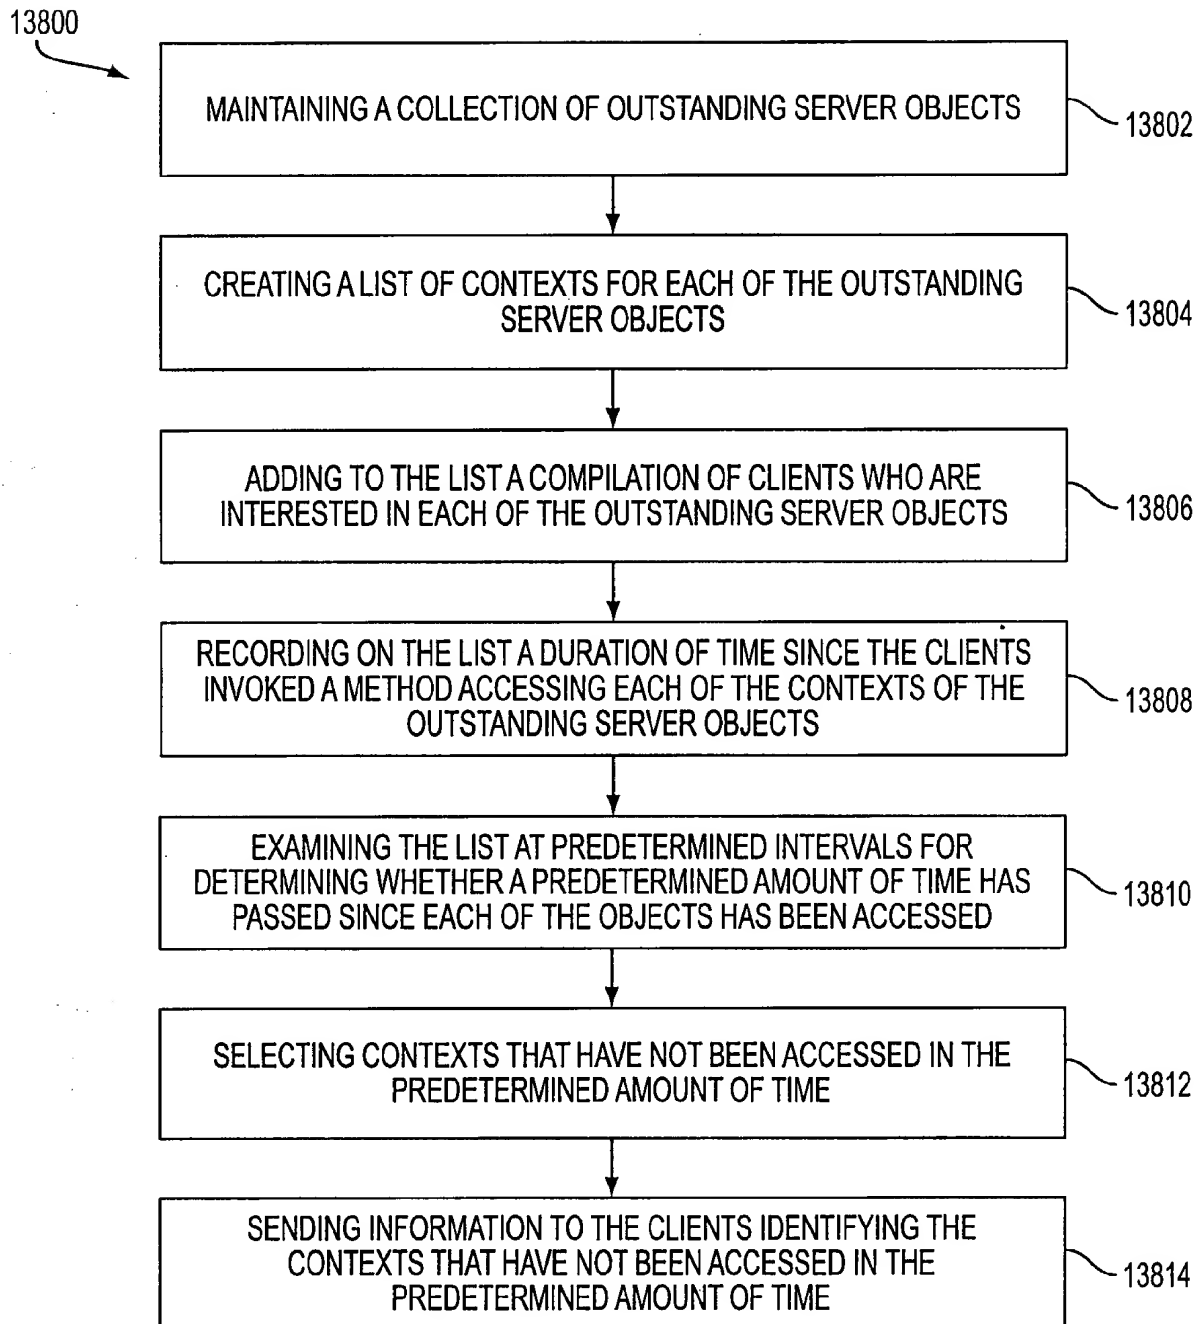 13800
MAINTAINING A COLLECTION OF OUTSTANDING SERVER OBJECTS
13802
CREATING A LIST OF CONTEXTS FOR EACH OF THE OUTSTANDING
SERVER OBJECTS
13804
ADDING TO THE LIST A COMPILATION OF CLIENTS WHO ARE
INTERESTED IN EACH OF THE OUTSTANDING SERVER OBJECTS
13806
RECORDING ON THE LIST A DURATION OF TIME SINCE THE CLIENTS
INVOKED A METHOD ACCESSING EACH OF THE CONTEXTS OF THE
OUTSTANDING SERVER OBJECTS
13808
EXAMINING THE LIST AT PREDETERMINED INTERVALS FOR
DETERMINING WHETHER A PREDETERMINED AMOUNT OF TIME HAS
PASSED SINCE EACH OF THE OBJECTS HAS BEEN ACCESSED
13810
SELECTING CONTEXTS THAT HAVE NOT BEEN ACCESSED IN THE
PREDETERMINED AMOUNT OF TIME
13812
SENDING INFORMATION TO THE CLIENTS IDENTIFYING THE
CONTEXTS THAT HAVE NOT BEEN ACCESSED IN THE
PREDETERMINED AMOUNT OF TIME
13814